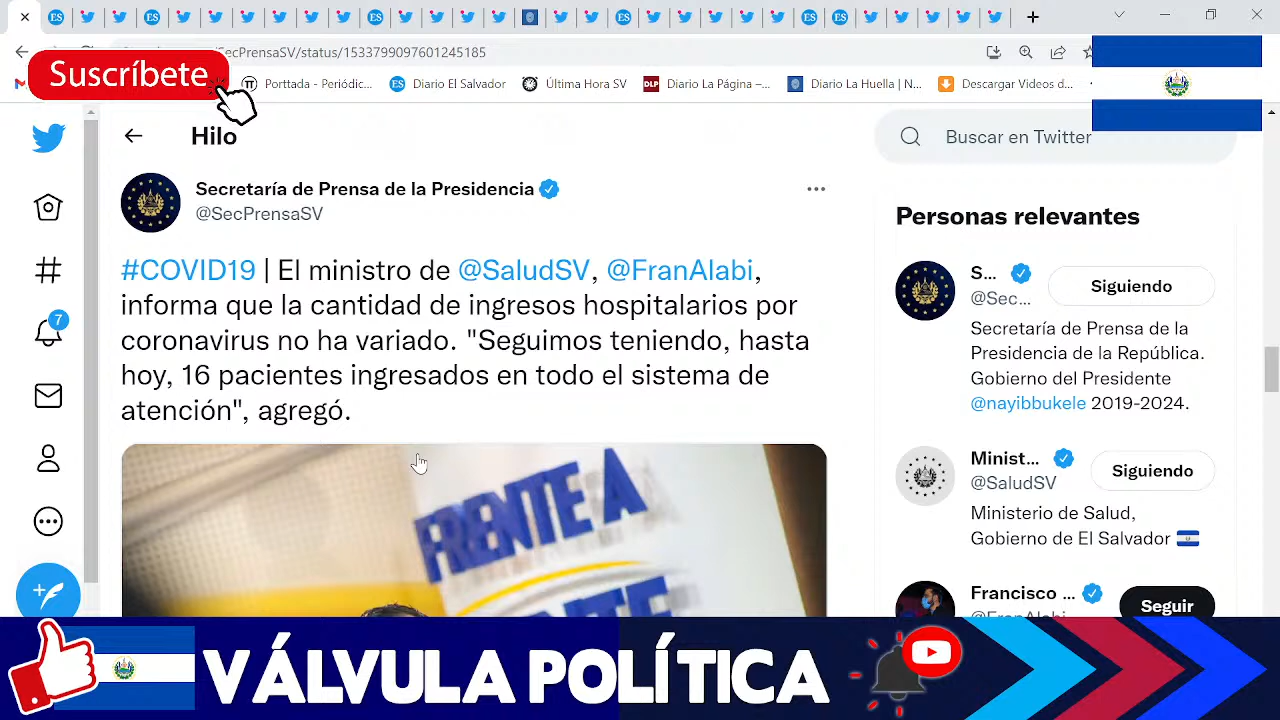 SecPrensaSV/status/1533799097601245185
Suscríbete
Porttada – Periódic...
ES Diario El Salvador
Última Hora SV
DLP Diario La Página –...
Diario La Huella | N...
Descargar Videos d...
Hilo
Buscar en Twitter
Secretaría de Prensa de la Presidencia
@SecPrensaSV
#COVID19 | El ministro de @SaludSV, @FranAlabi,
informa que la cantidad de ingresos hospitalarios por
coronavirus no ha variado. "Seguimos teniendo, hasta
hoy, 16 pacientes ingresados en todo el sistema de
atención", agregó.
FRENTE A
7
Personas relevantes
S...
@Sec...
Siguiendo
Secretaría de Prensa de la
Presidencia de la República.
Gobierno del Presidente
@nayibbukele 2019-2024.
Minist...
@SaludSV
Siguiendo
Ministerio de Salud,
Gobierno de El Salvador
Francisco ...
@FranAlabi
Seguir
VÁLVULA POLÍTICA